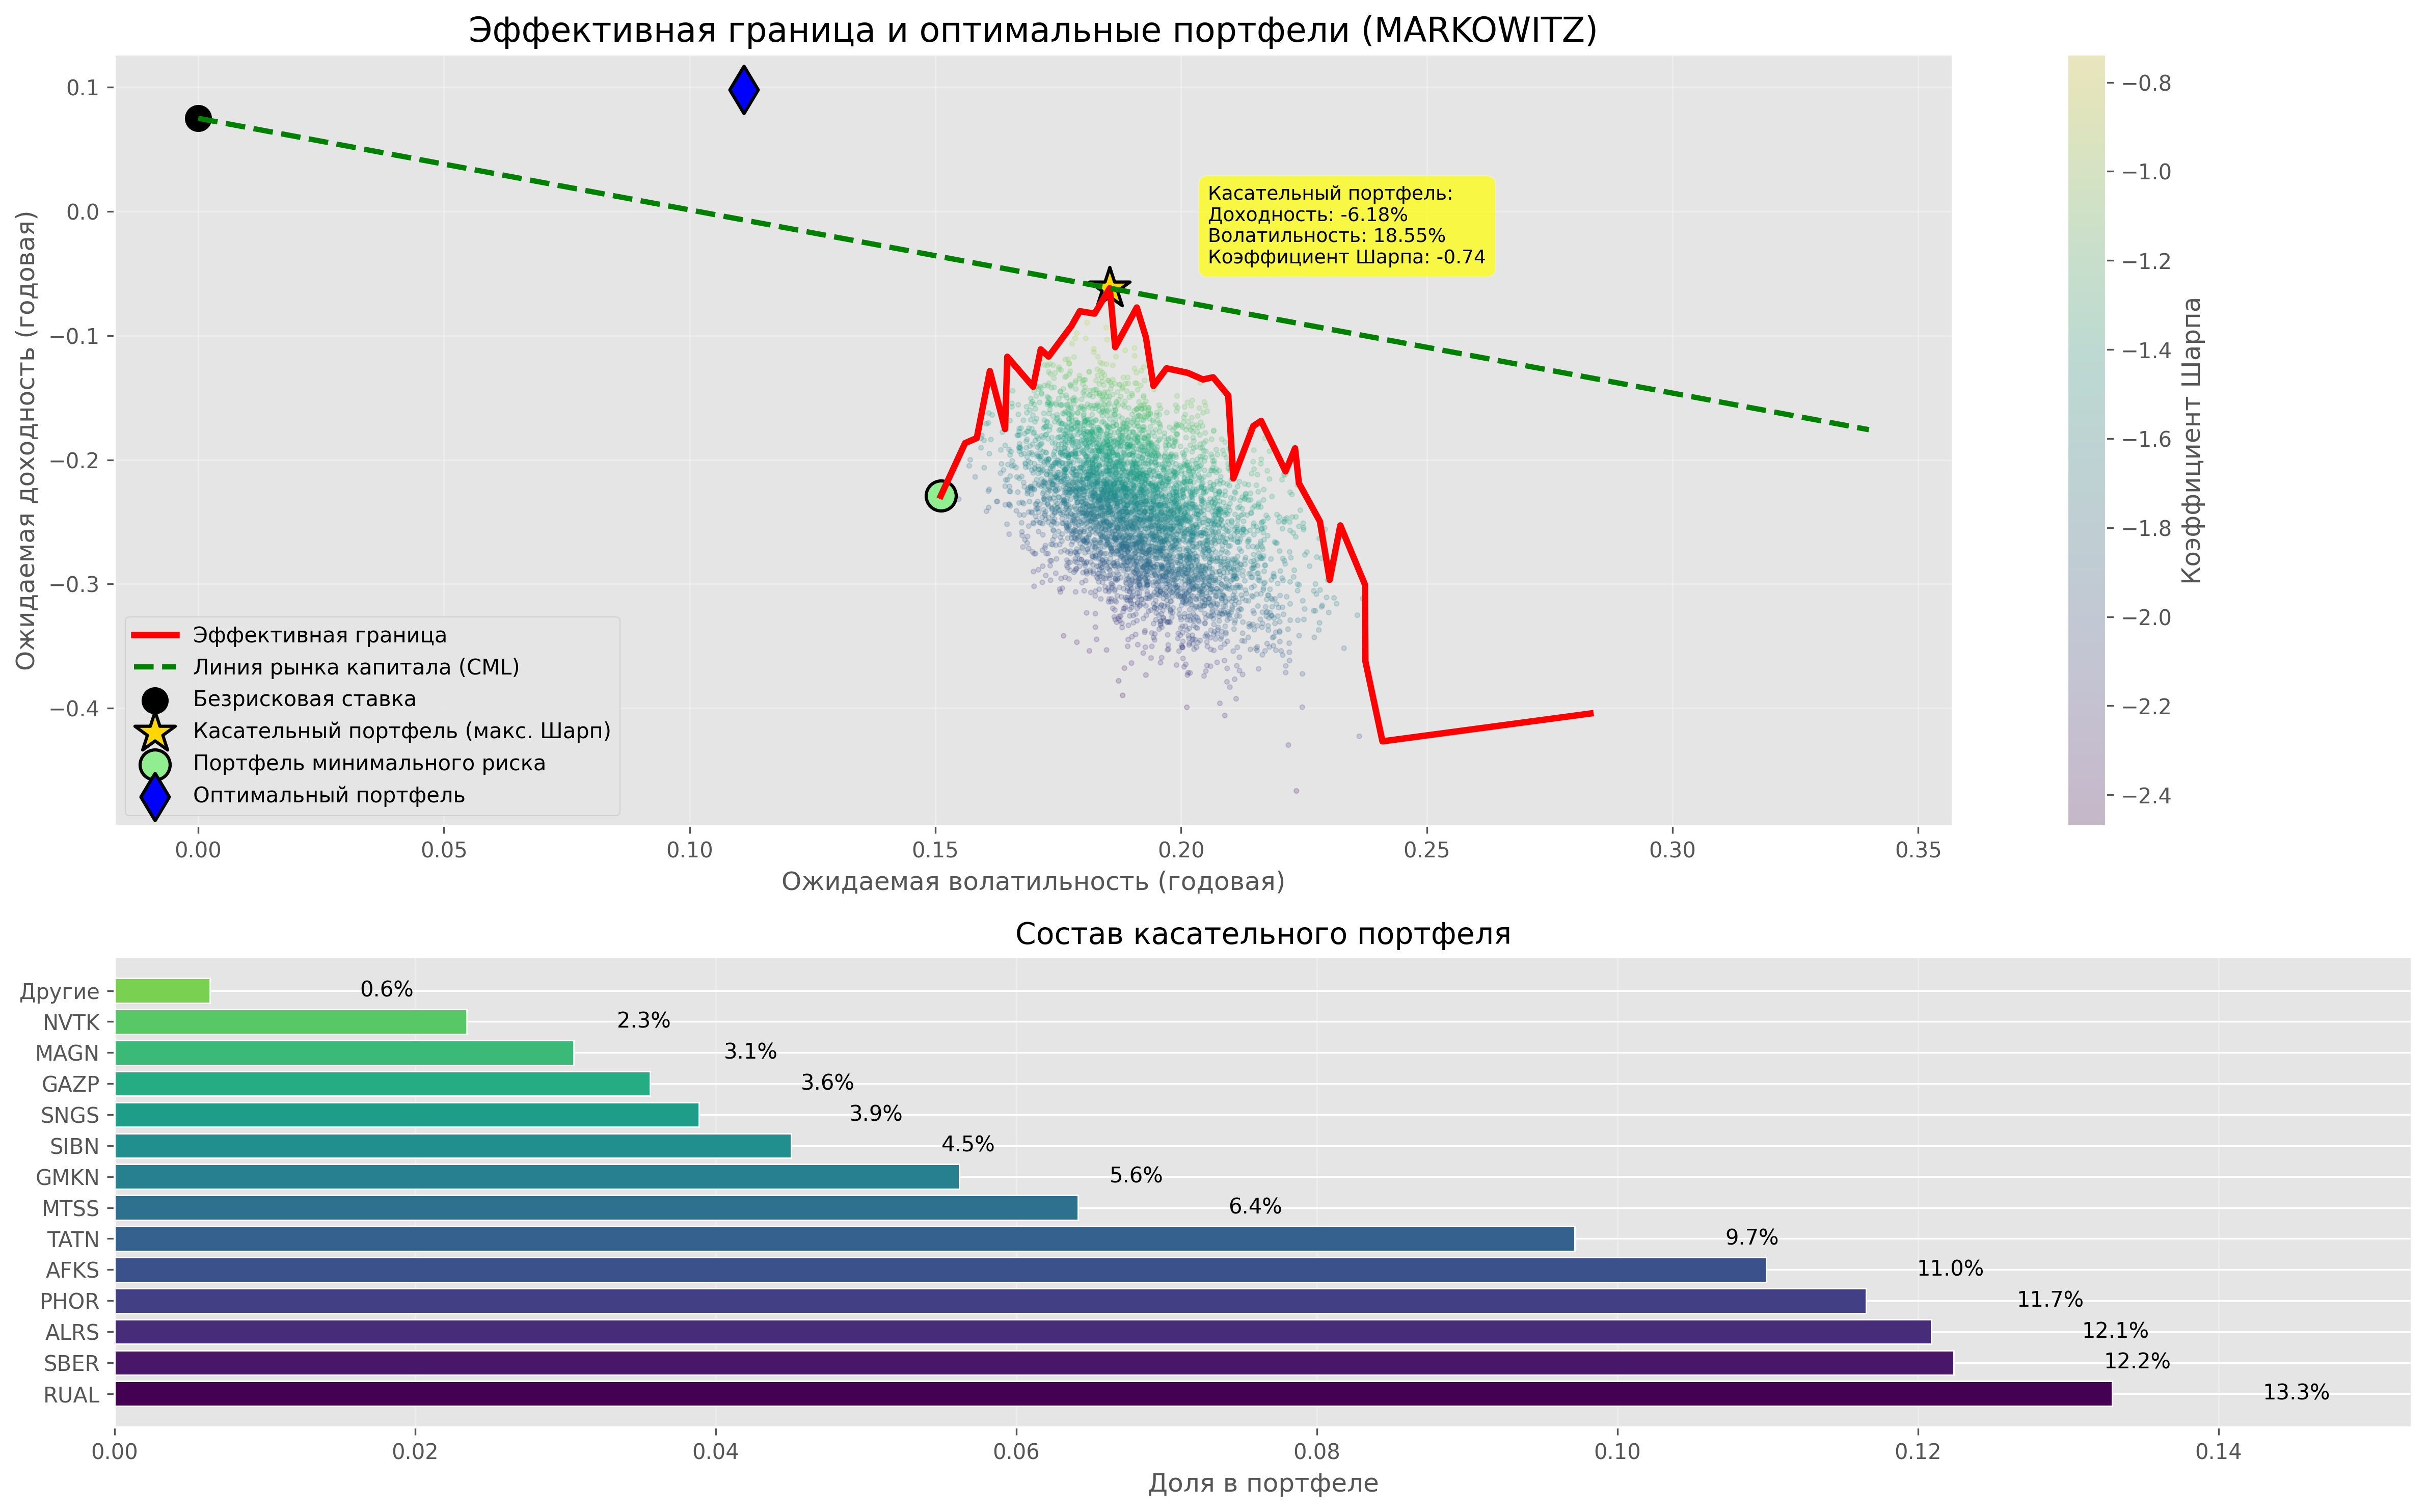 Эффективная граница и оптимальные портфели (MARKOWITZ)
Ожидаемая доходность (годовая)
0.1
0.0
−0.1
−0.2
−0.3
−0.4
Касательный портфель:
Доходность: -6.18%
Волатильность: 18.55%
Коэффициент Шарпа: -0.74
Эффективная граница
Линия рынка капитала (CML)
Безрисковая ставка
Касательный портфель (макс. Шарп)
Портфель минимального риска
Оптимальный портфель
0.00 0.05 0.10 0.15 0.20 0.25 0.30 0.35
Ожидаемая волатильность (годовая)
−0.8
−1.0
−1.2
−1.4
−1.6
−1.8
−2.0
−2.2
−2.4
Коэффициент Шарпа
Состав касательного портфеля
Другие 0.6%
NVTK 2.3%
MAGN 3.1%
GAZP 3.6%
SNGS 3.9%
SIBN 4.5%
GMKN 5.6%
MTSS 6.4%
TATN 9.7%
AFKS 11.0%
PHOR 11.7%
ALRS 12.1%
SBER 12.2%
RUAL 13.3%
0.00 0.02 0.04 0.06 0.08 0.10 0.12 0.14
Доля в портфеле